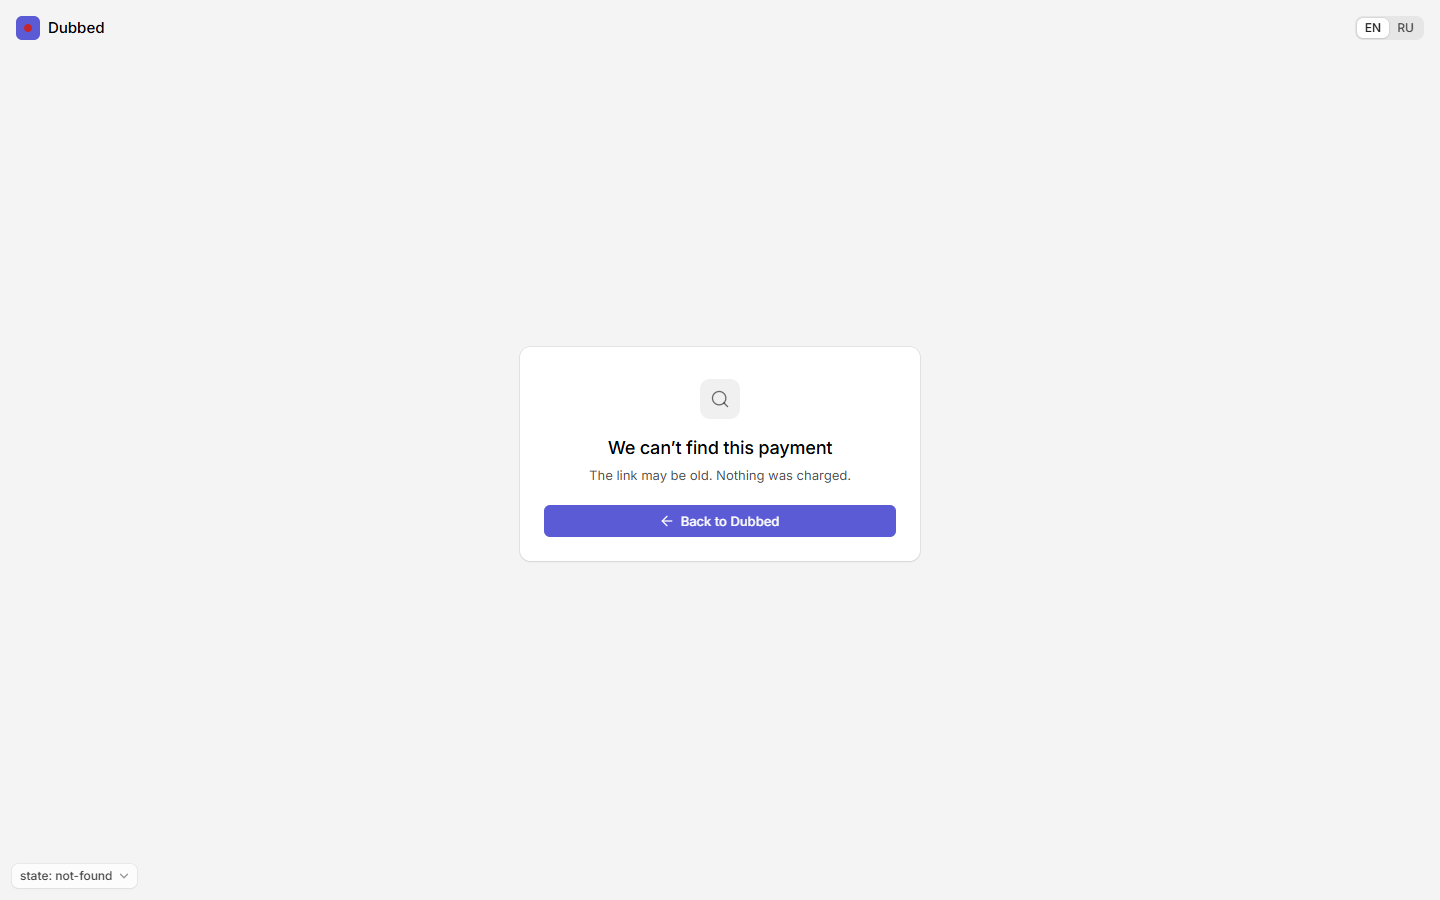 Dubbed
EN RU
We can’t find this payment
The link may be old. Nothing was charged.
Back to Dubbed
state: not-found